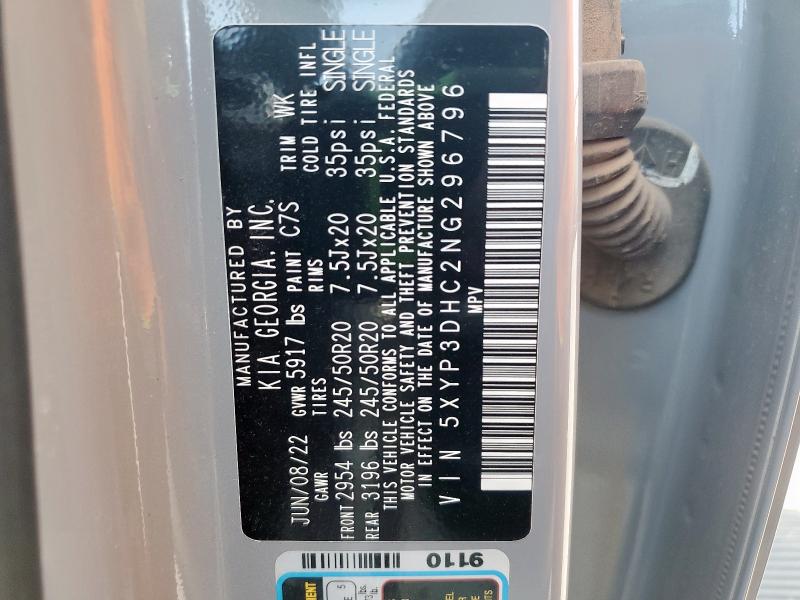 MANUFACTURED BY
KIA GEORGIA, INC.
JUN/08/22 GVWR 5917 lbs PAINT C7S TRIM WK
GAWR TIRES RIMS COLD TIRE INFL
FRONT 2954 lbs 245/50R20 7.5Jx20 35psi SINGLE
REAR 3196 lbs 245/50R20 7.5Jx20 35psi SINGLE
THIS VEHICLE CONFORMS TO ALL APPLICABLE U.S.A. FEDERAL
MOTOR VEHICLE SAFETY AND THEFT PREVENTION STANDARDS
IN EFFECT ON THE DATE OF MANUFACTURE SHOWN ABOVE
VIN 5XYP3DHC2NG296796
MPV
9110